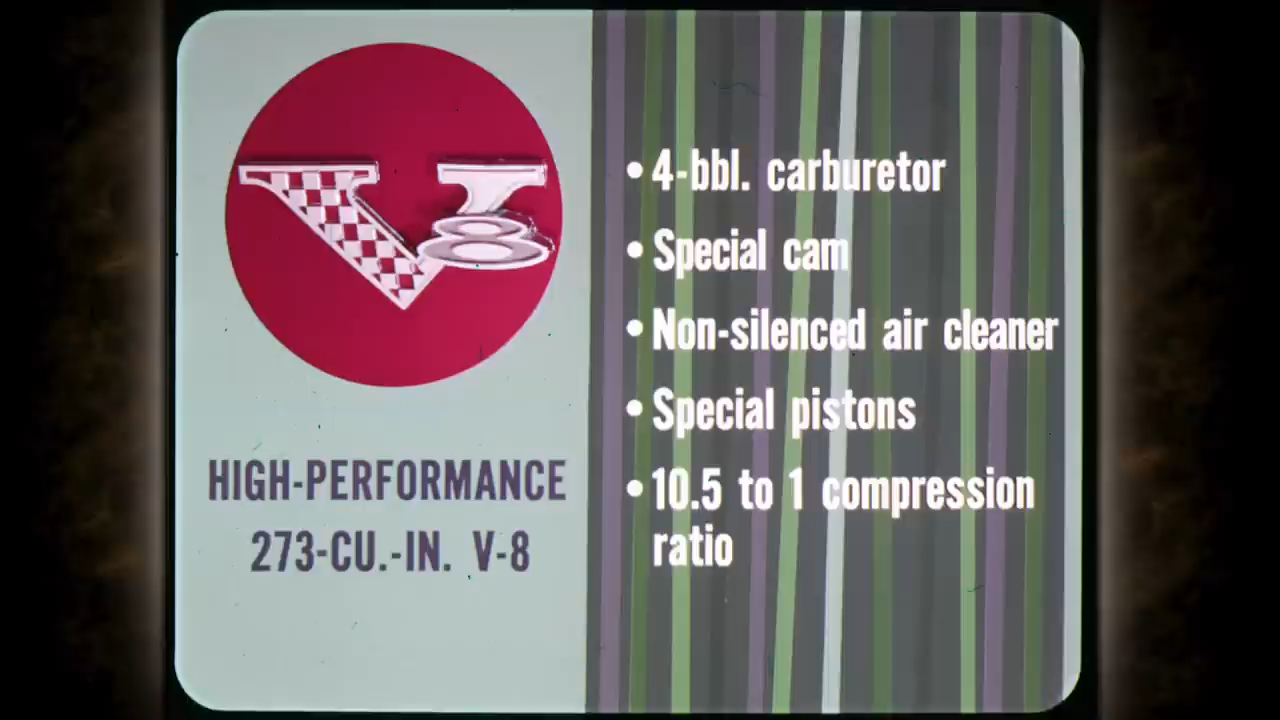 V8
HIGH-PERFORMANCE
273-CU.-IN. V-8
• 4-bbl. carburetor
• Special cam
• Non-silenced air cleaner
• Special pistons
• 10.5 to 1 compression
ratio